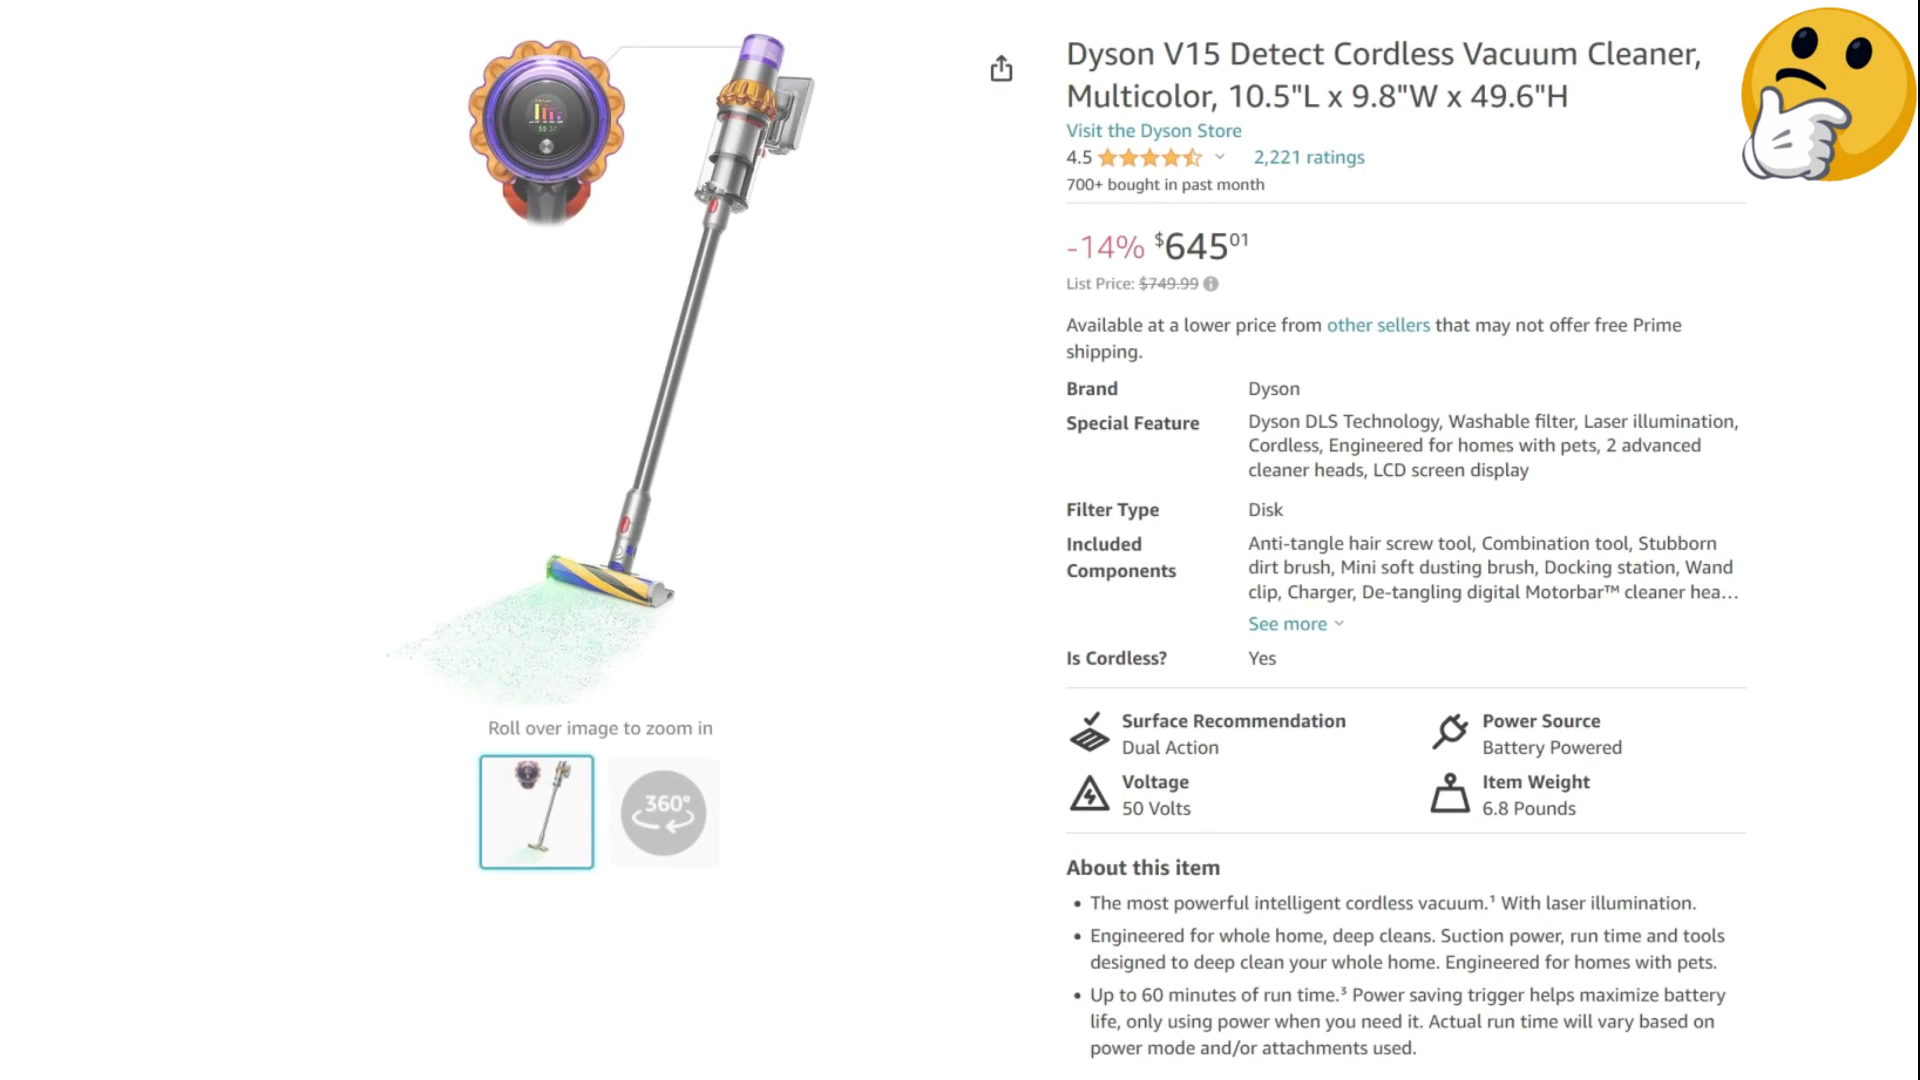 Dyson V15 Detect Cordless Vacuum Cleaner,
Multicolor, 10.5"L x 9.8"W x 49.6"H
Visit the Dyson Store
4.5 2,221 ratings
700+ bought in past month
-14% $645⁰¹
List Price: $749.99
Available at a lower price from other sellers that may not offer free Prime
shipping.
Brand Dyson
Special Feature Dyson DLS Technology, Washable filter, Laser illumination,
Cordless, Engineered for homes with pets, 2 advanced
cleaner heads, LCD screen display
Filter Type Disk
Included Components Anti-tangle hair screw tool, Combination tool, Stubborn
dirt brush, Mini soft dusting brush, Docking station, Wand
clip, Charger, De-tangling digital Motorbar™ cleaner hea…
See more
Is Cordless? Yes
Surface Recommendation
Dual Action
Power Source
Battery Powered
Voltage
50 Volts
Item Weight
6.8 Pounds
About this item
• The most powerful intelligent cordless vacuum.¹ With laser illumination.
• Engineered for whole home, deep cleans. Suction power, run time and tools
designed to deep clean your whole home. Engineered for homes with pets.
• Up to 60 minutes of run time.³ Power saving trigger helps maximize battery
life, only using power when you need it. Actual run time will vary based on
power mode and/or attachments used.
Roll over image to zoom in
360°